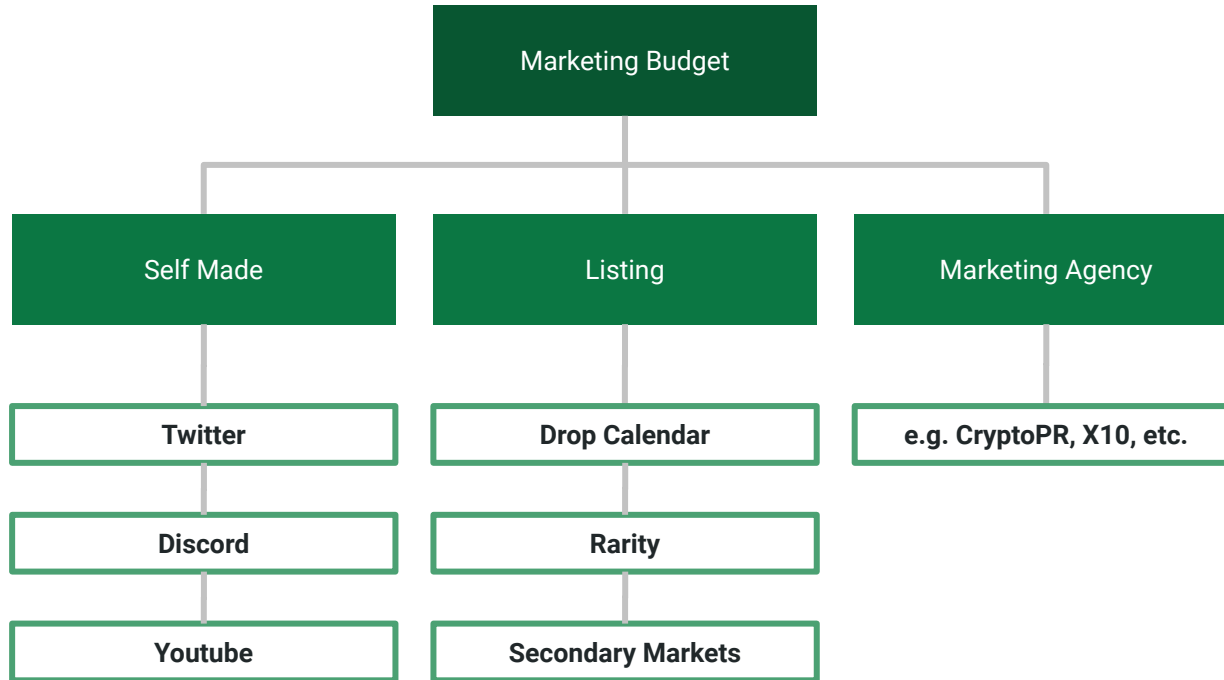 Marketing Budget
Self Made
Listing
Marketing Agency
Twitter
Drop Calendar
e.g. CryptoPR, X10, etc.
Discord
Rarity
Youtube
Secondary Markets